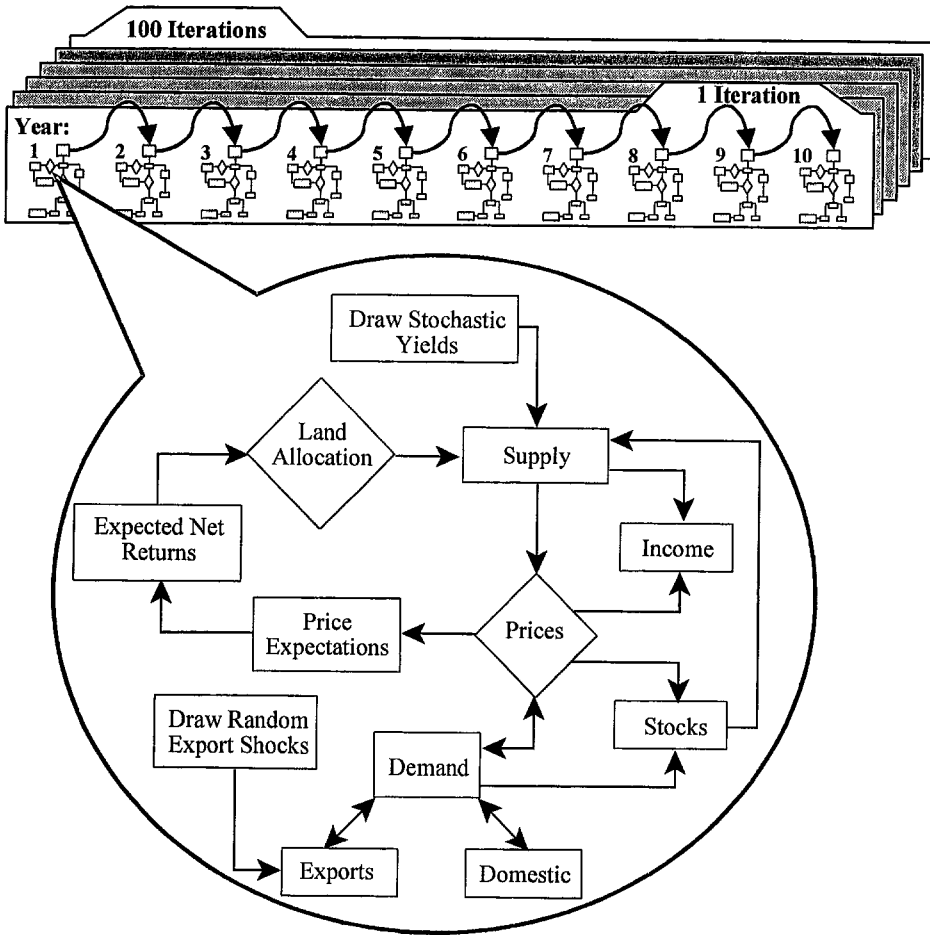 100 Iterations
1 Iteration
Year:
1 2 3 4 5 6 7 8 9 10
Draw Stochastic
Yields
Land
Allocation
Supply
Expected Net
Returns
Income
Price
Expectations
Prices
Draw Random
Export Shocks
Stocks
Demand
Exports
Domestic